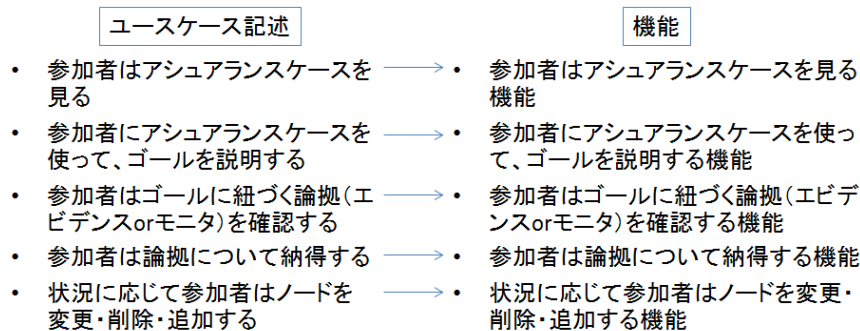 ユースケース記述
• 参加者はアシュアランスケースを
見る
• 参加者にアシュアランスケースを
使って、ゴールを説明する
• 参加者はゴールに紐づく論拠(エ
ビデンスorモニタ)を確認する
• 参加者は論拠について納得する
• 状況に応じて参加者はノードを
変更・削除・追加する
機能
• 参加者はアシュアランスケースを見る
機能
• 参加者にアシュアランスケースを使っ
て、ゴールを説明する機能
• 参加者はゴールに紐づく論拠(エビデ
ンスorモニタ)を確認する機能
• 参加者は論拠について納得する機能
• 状況に応じて参加者はノードを変更・
削除・追加する機能